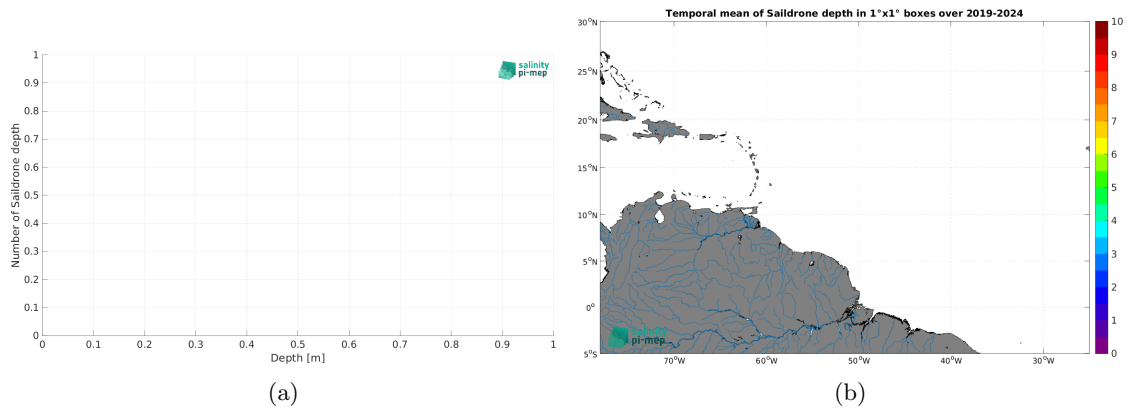 Temporal mean of Saildrone depth in 1°x1° boxes over 2019-2024
salinity
pi-mep
Number of Saildrone depth
1
0.9
0.8
0.7
0.6
0.5
0.4
0.3
0.2
0.1
0
0 0.1 0.2 0.3 0.4 0.5 0.6 0.7 0.8 0.9 1
Depth [m]
(a)
30°N
25°N
20°N
15°N
10°N
5°N
0°
5°S
70°W 60°W 50°W 40°W 30°W
salinity
pi-mep
10
9
8
7
6
5
4
3
2
1
0
(b)